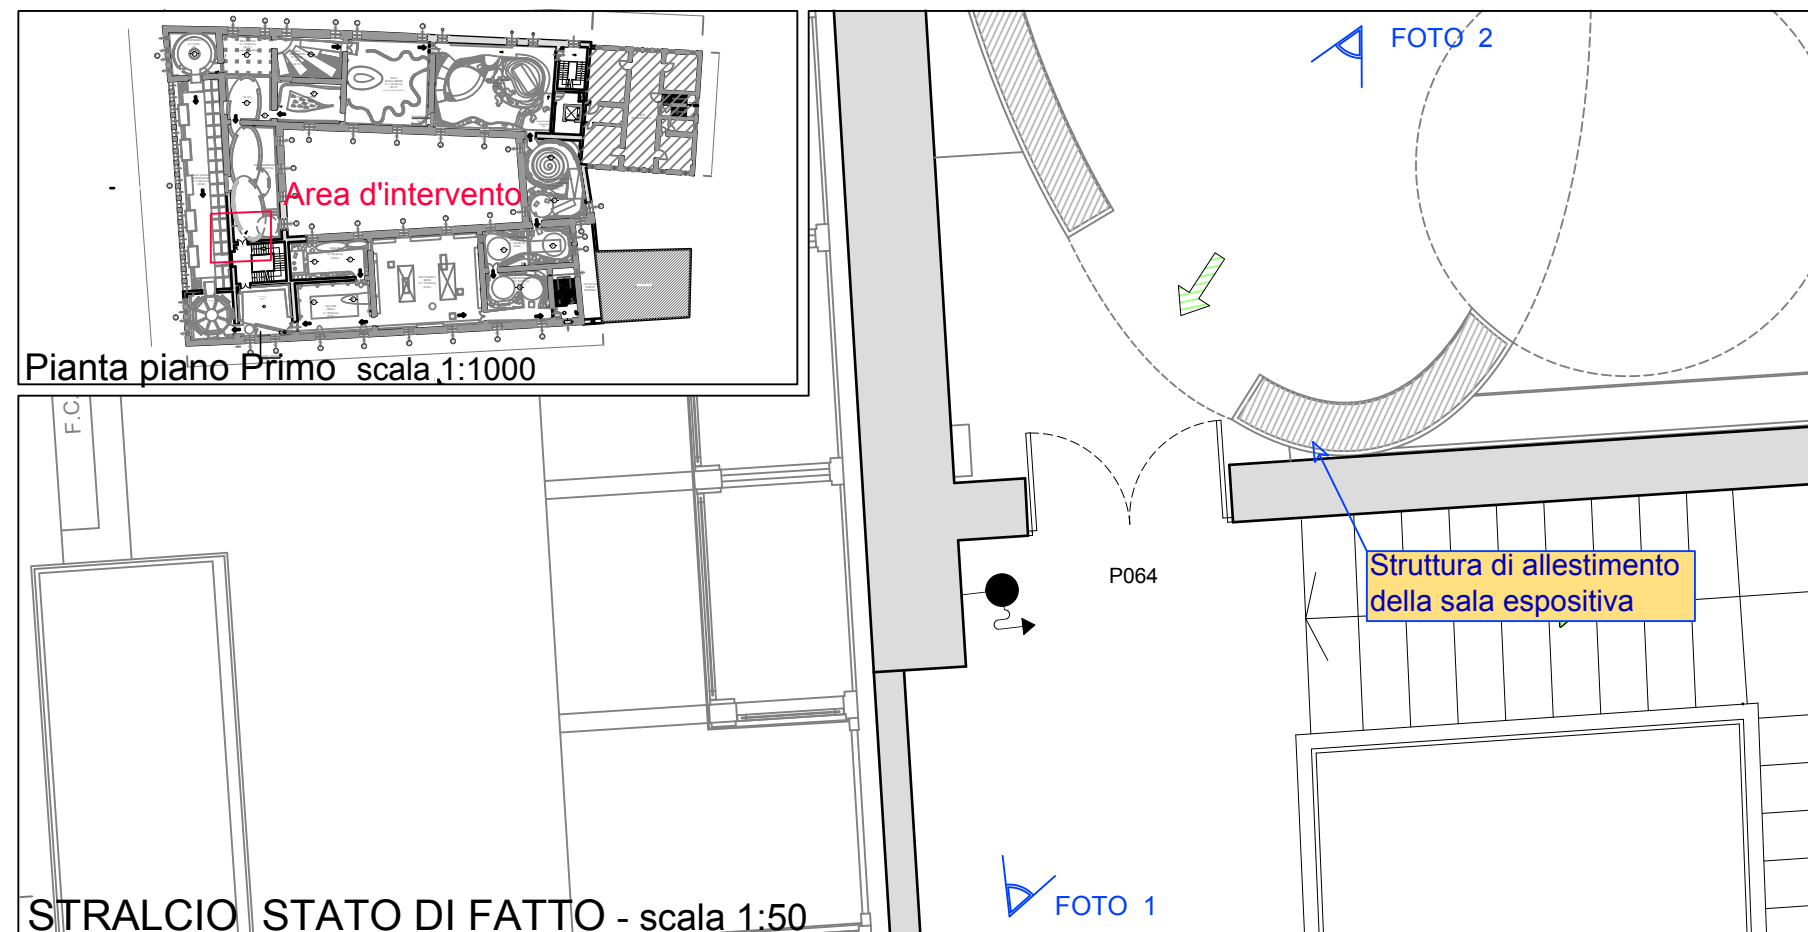 Area d'intervento
Pianta piano Primo scala 1:1000
FOTO 2
F.C.
P064
Struttura di allestimento
della sala espositiva
FOTO 1
STRALCIO STATO DI FATTO - scala 1:50